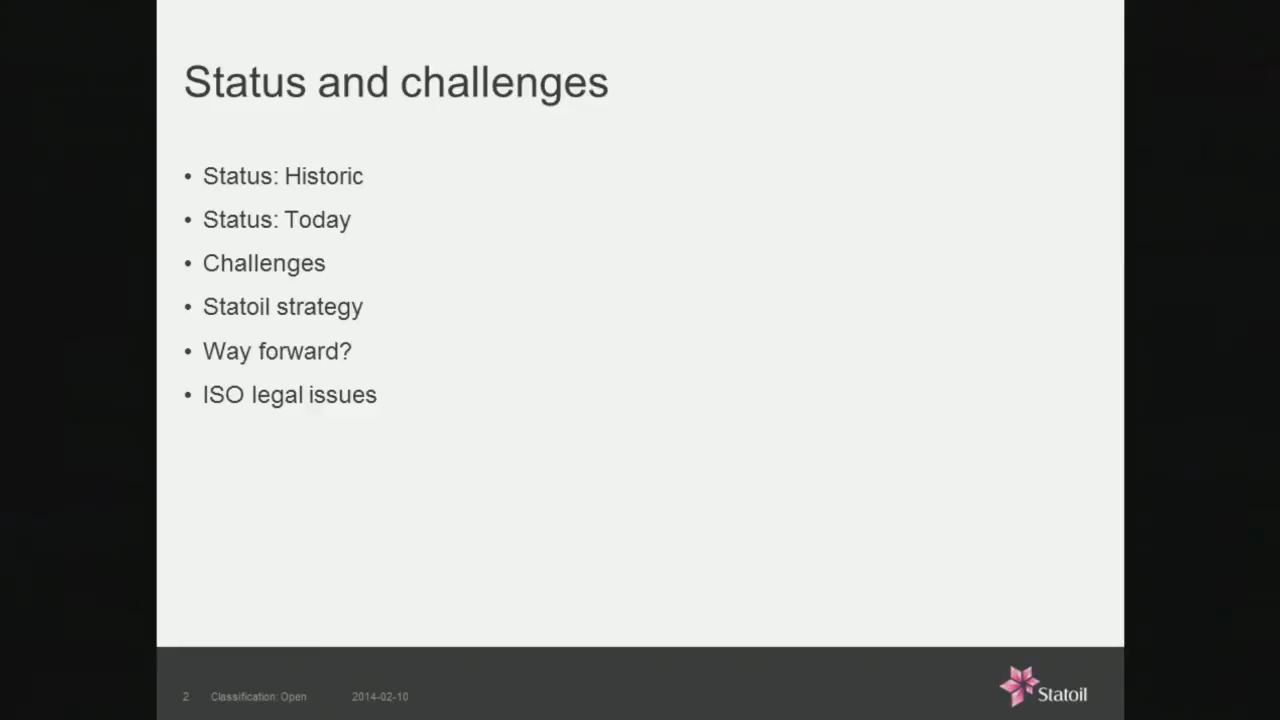 Status and challenges
• Status: Historic
• Status: Today
• Challenges
• Statoil strategy
• Way forward?
• ISO legal issues
2 Classification: Open 2014-02-10
Statoil